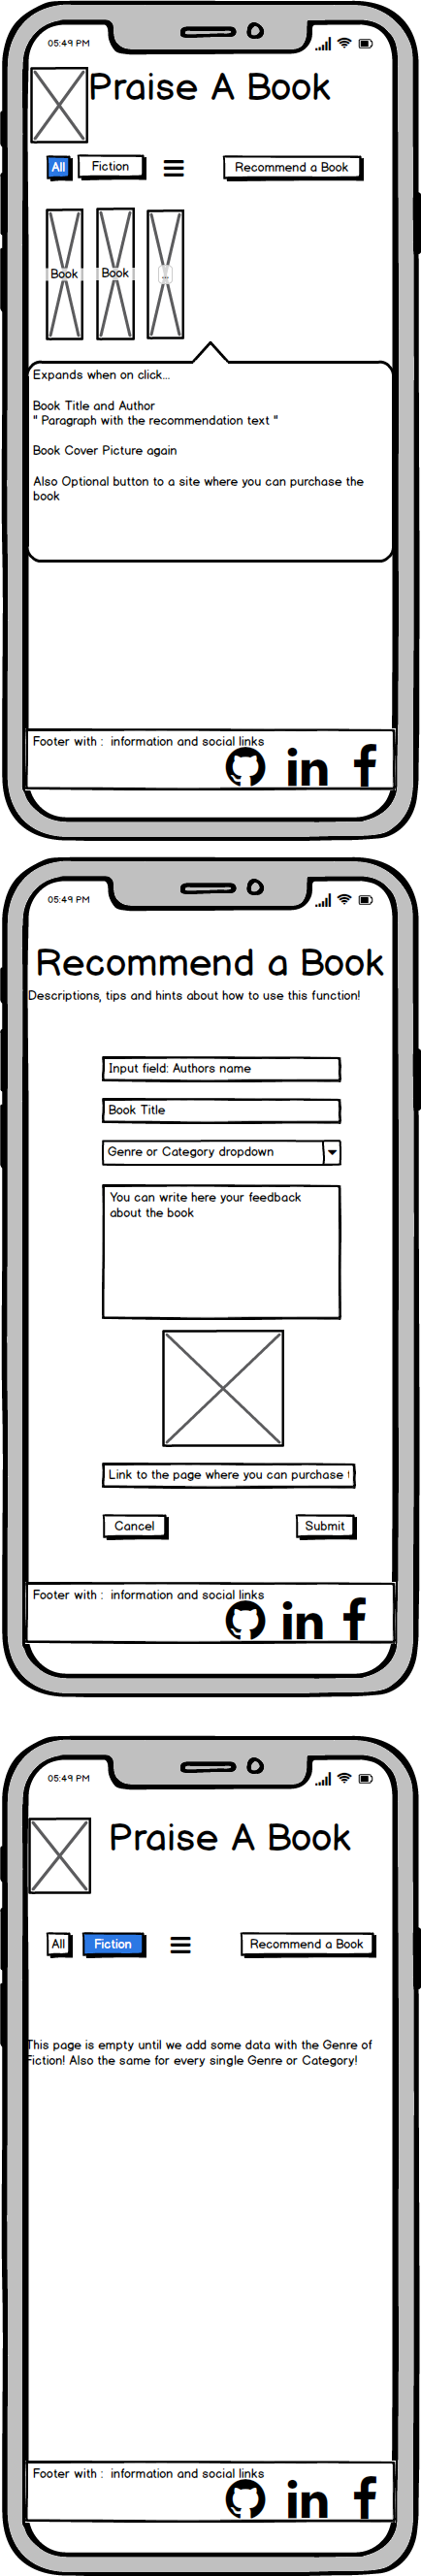 05:49 PM
Praise A Book
All
Fiction
Recommend a Book
Book
Book
...
Expands when on click...
Book Title and Author
" Paragraph with the recommendation text "
Book Cover Picture again
Also Optional button to a site where you can purchase the
book
Footer with : information and social links
in f
05:49 PM
Recommend a Book
Descriptions, tips and hints about how to use this function!
Input field: Authors name
Book Title
Genre or Category dropdown
You can write here your feedback
about the book
Link to the page where you can purchase
Cancel
Submit
Footer with : information and social links
in f
05:49 PM
Praise A Book
All
Fiction
Recommend a Book
This page is empty until we add some data with the Genre of
Fiction! Also the same for every single Genre or Category!
Footer with : information and social links
in f